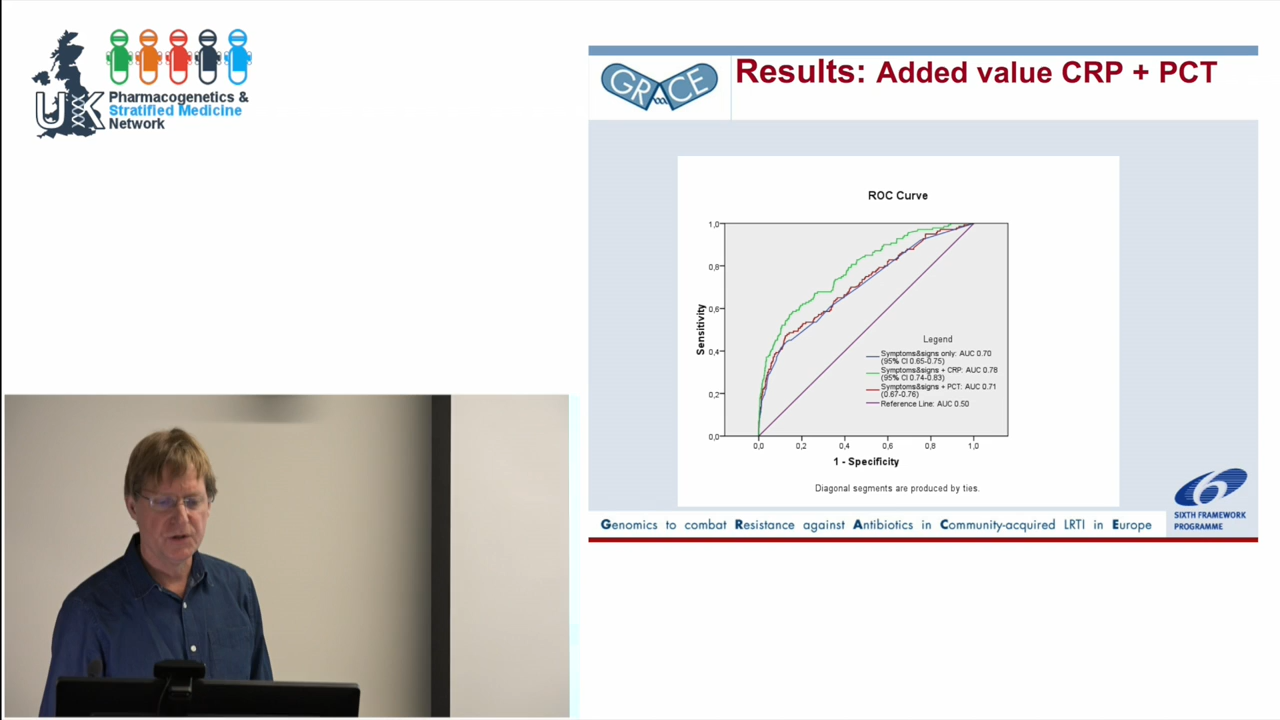 UK
Pharmacogenetics &
Stratified Medicine
Network
GRACE
Results: Added value CRP + PCT
ROC Curve
1,0
0,8
0,6
0,4
0,2
0,0
Sensitivity
0,0 0,2 0,4 0,6 0,8 1,0
1 - Specificity
Legend
Symptoms&signs only: AUC 0.70
(95% CI 0.65-0.75)
Symptoms&signs + CRP: AUC 0.78
(95% CI 0.74-0.83)
Symptoms&signs + PCT: AUC 0.71
(0.67-0.76)
Reference Line: AUC 0.50
Diagonal segments are produced by ties.
Genomics to combat Resistance against Antibiotics in Community-acquired LRTI in Europe
6
SIXTH FRAMEWORK
PROGRAMME